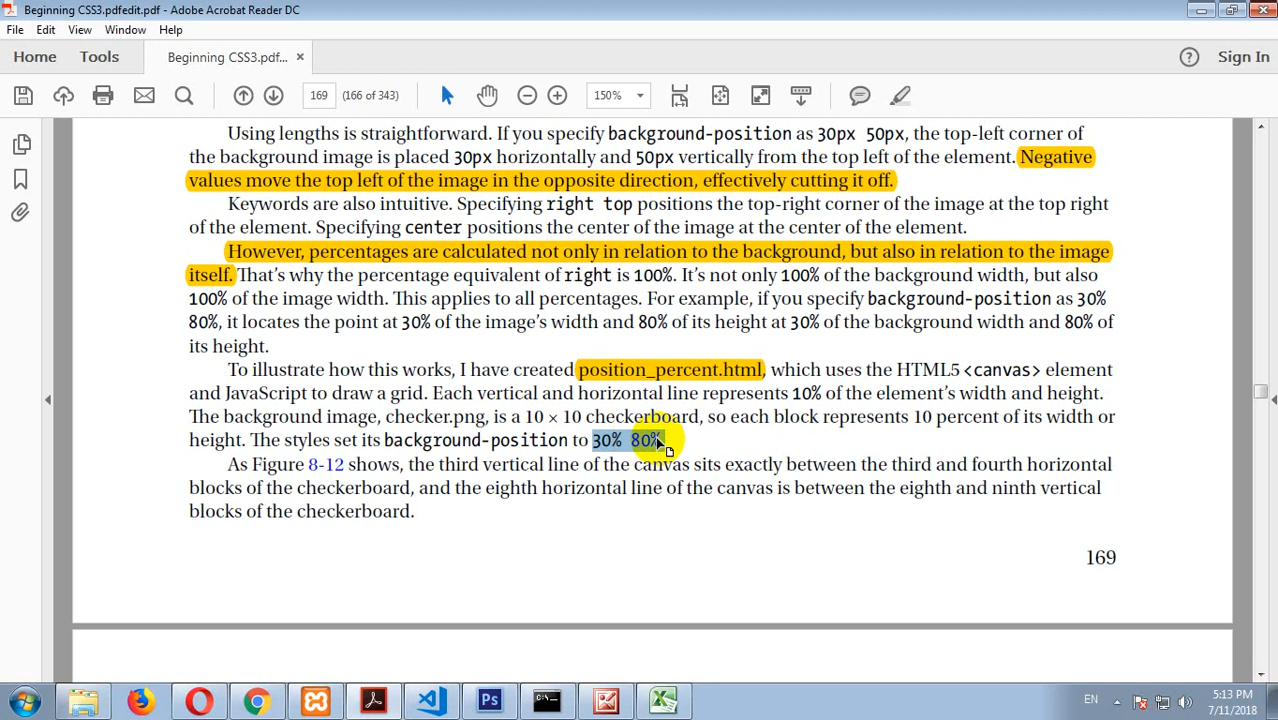 Beginning CSS3.pdfedit.pdf - Adobe Acrobat Reader DC
File Edit View Window Help
Home Tools Beginning CSS3.pdf... × ? Sign In
169 (166 of 343) 150%
Using lengths is straightforward. If you specify background-position as 30px 50px, the top-left corner of
the background image is placed 30px horizontally and 50px vertically from the top left of the element. Negative
values move the top left of the image in the opposite direction, effectively cutting it off.
Keywords are also intuitive. Specifying right top positions the top-right corner of the image at the top right
of the element. Specifying center positions the center of the image at the center of the element.
However, percentages are calculated not only in relation to the background, but also in relation to the image
itself. That’s why the percentage equivalent of right is 100%. It’s not only 100% of the background width, but also
100% of the image width. This applies to all percentages. For example, if you specify background-position as 30%
80%, it locates the point at 30% of the image’s width and 80% of its height at 30% of the background width and 80% of
its height.
To illustrate how this works, I have created position_percent.html, which uses the HTML5 <canvas> element
and JavaScript to draw a grid. Each vertical and horizontal line represents 10% of the element’s width and height.
The background image, checker.png, is a 10 × 10 checkerboard, so each block represents 10 percent of its width or
height. The styles set its background-position to 30% 80%
As Figure 8-12 shows, the third vertical line of the canvas sits exactly between the third and fourth horizontal
blocks of the checkerboard, and the eighth horizontal line of the canvas is between the eighth and ninth vertical
blocks of the checkerboard.
169
EN 5:13 PM
7/11/2018